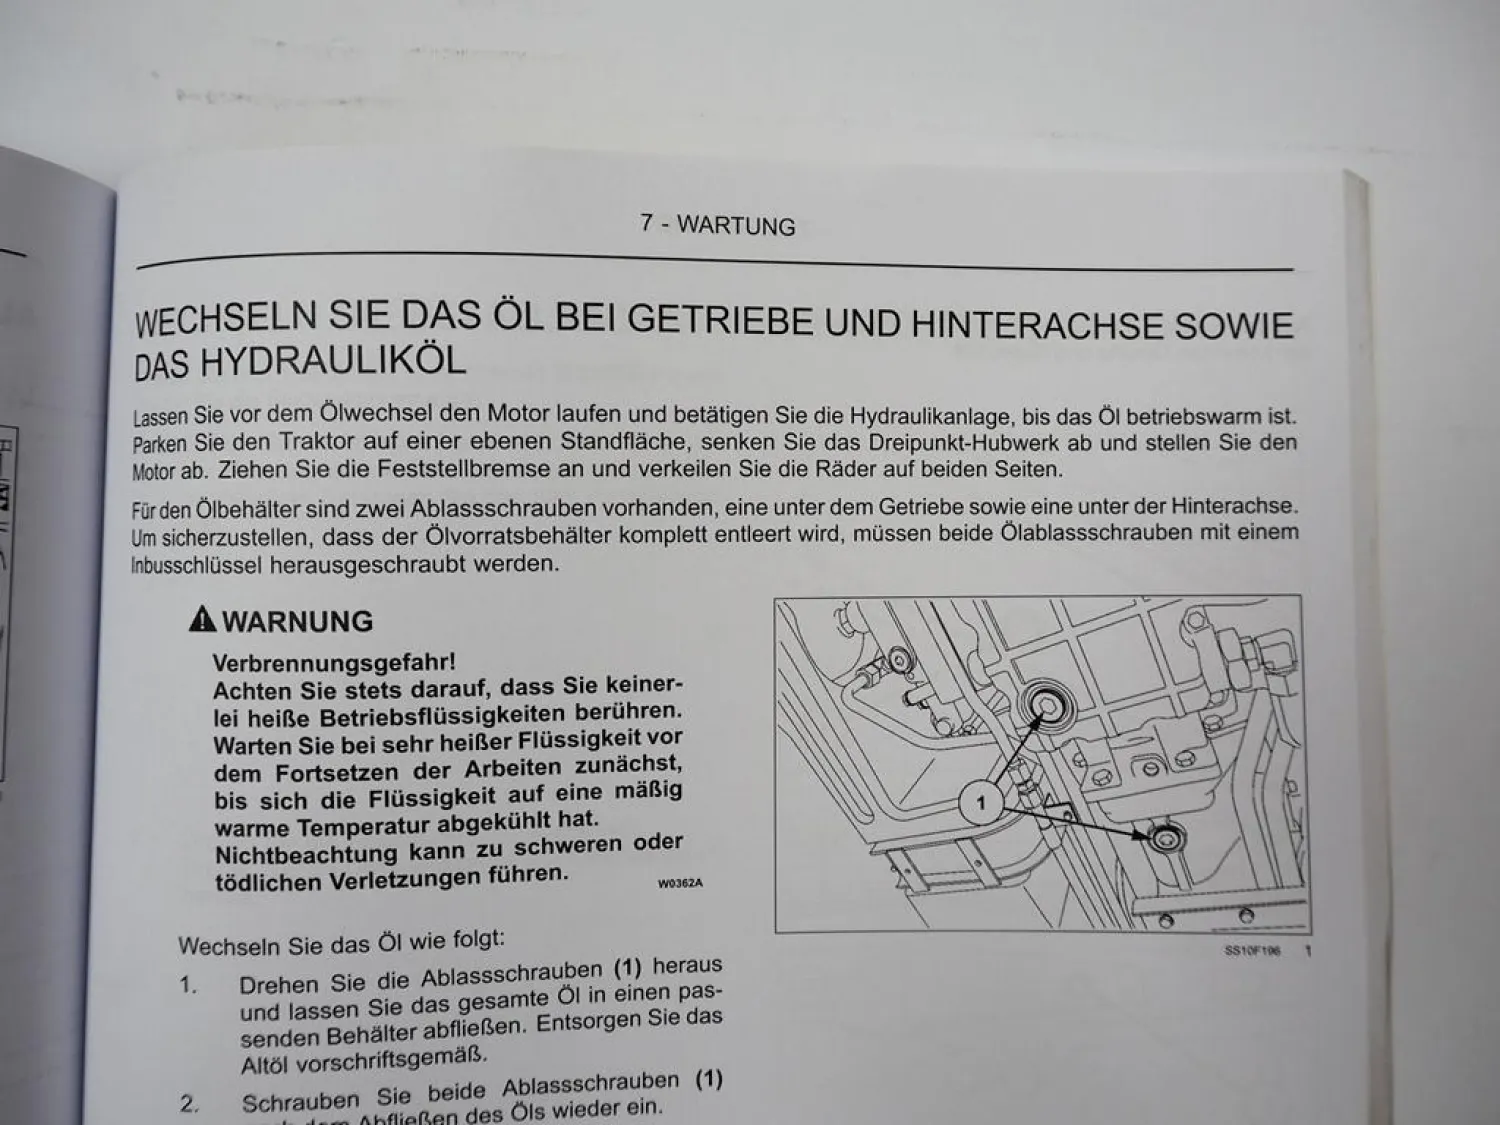 7 - WARTUNG
WECHSELN SIE DAS ÖL BEI GETRIEBE UND HINTERACHSE SOWIE
DAS HYDRAULIKÖL
Lassen Sie vor dem Ölwechsel den Motor laufen und betätigen Sie die Hydraulikanlage, bis das Öl betriebswarm ist.
Parken Sie den Traktor auf einer ebenen Standfläche, senken Sie das Dreipunkt-Hubwerk ab und stellen Sie den
Motor ab. Ziehen Sie die Feststellbremse an und verkeilen Sie die Räder auf beiden Seiten.
Für den Ölbehälter sind zwei Ablassschrauben vorhanden, eine unter dem Getriebe sowie eine unter der Hinterachse.
Um sicherzustellen, dass der Ölvorratsbehälter komplett entleert wird, müssen beide Ölablassschrauben mit einem
Inbusschlüssel herausgeschraubt werden.
WARNUNG
Verbrennungsgefahr!
Achten Sie stets darauf, dass Sie keiner-
lei heiße Betriebsflüssigkeiten berühren.
Warten Sie bei sehr heißer Flüssigkeit vor
dem Fortsetzen der Arbeiten zunächst,
bis sich die Flüssigkeit auf eine mäßig
warme Temperatur abgekühlt hat.
Nichtbeachtung kann zu schweren oder
tödlichen Verletzungen führen.
W0362A
1
SS10F196 1
Wechseln Sie das Öl wie folgt:
1. Drehen Sie die Ablassschrauben (1) heraus
und lassen Sie das gesamte Öl in einen pas-
senden Behälter abfließen. Entsorgen Sie das
Altöl vorschriftsgemäß.
2. Schrauben Sie beide Ablassschrauben (1)
nach dem Abfließen des Öls wieder ein.